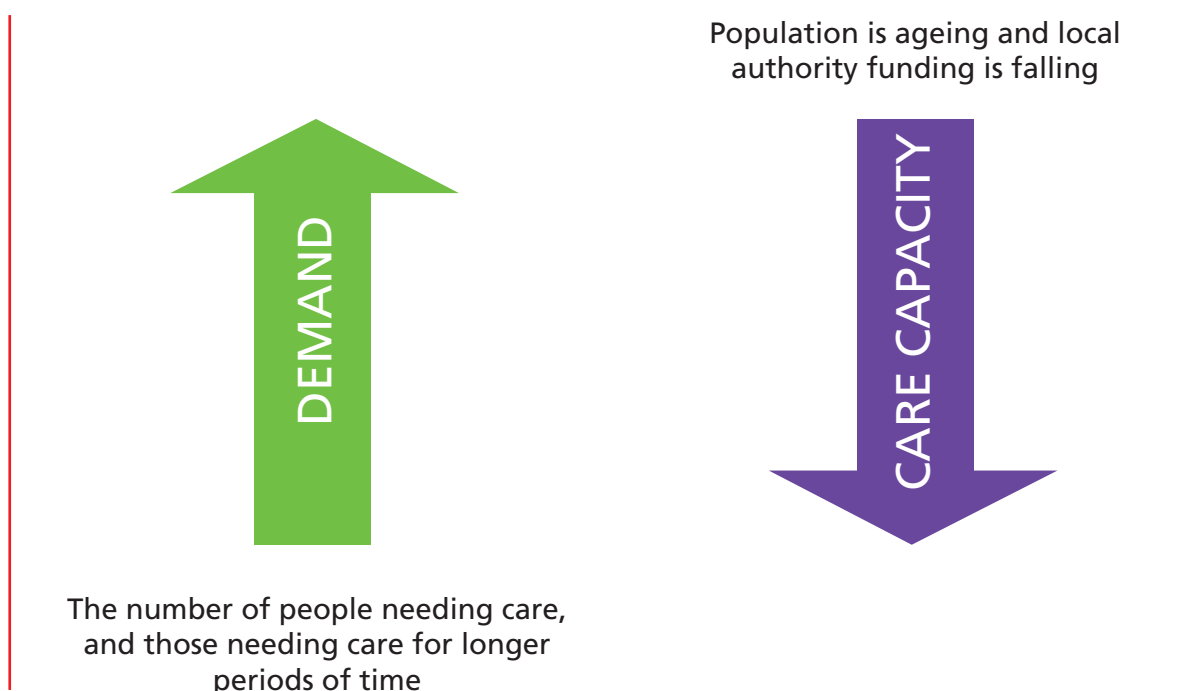 Population is ageing and local
authority funding is falling
DEMAND
CARE CAPACITY
The number of people needing care,
and those needing care for longer
periods of time